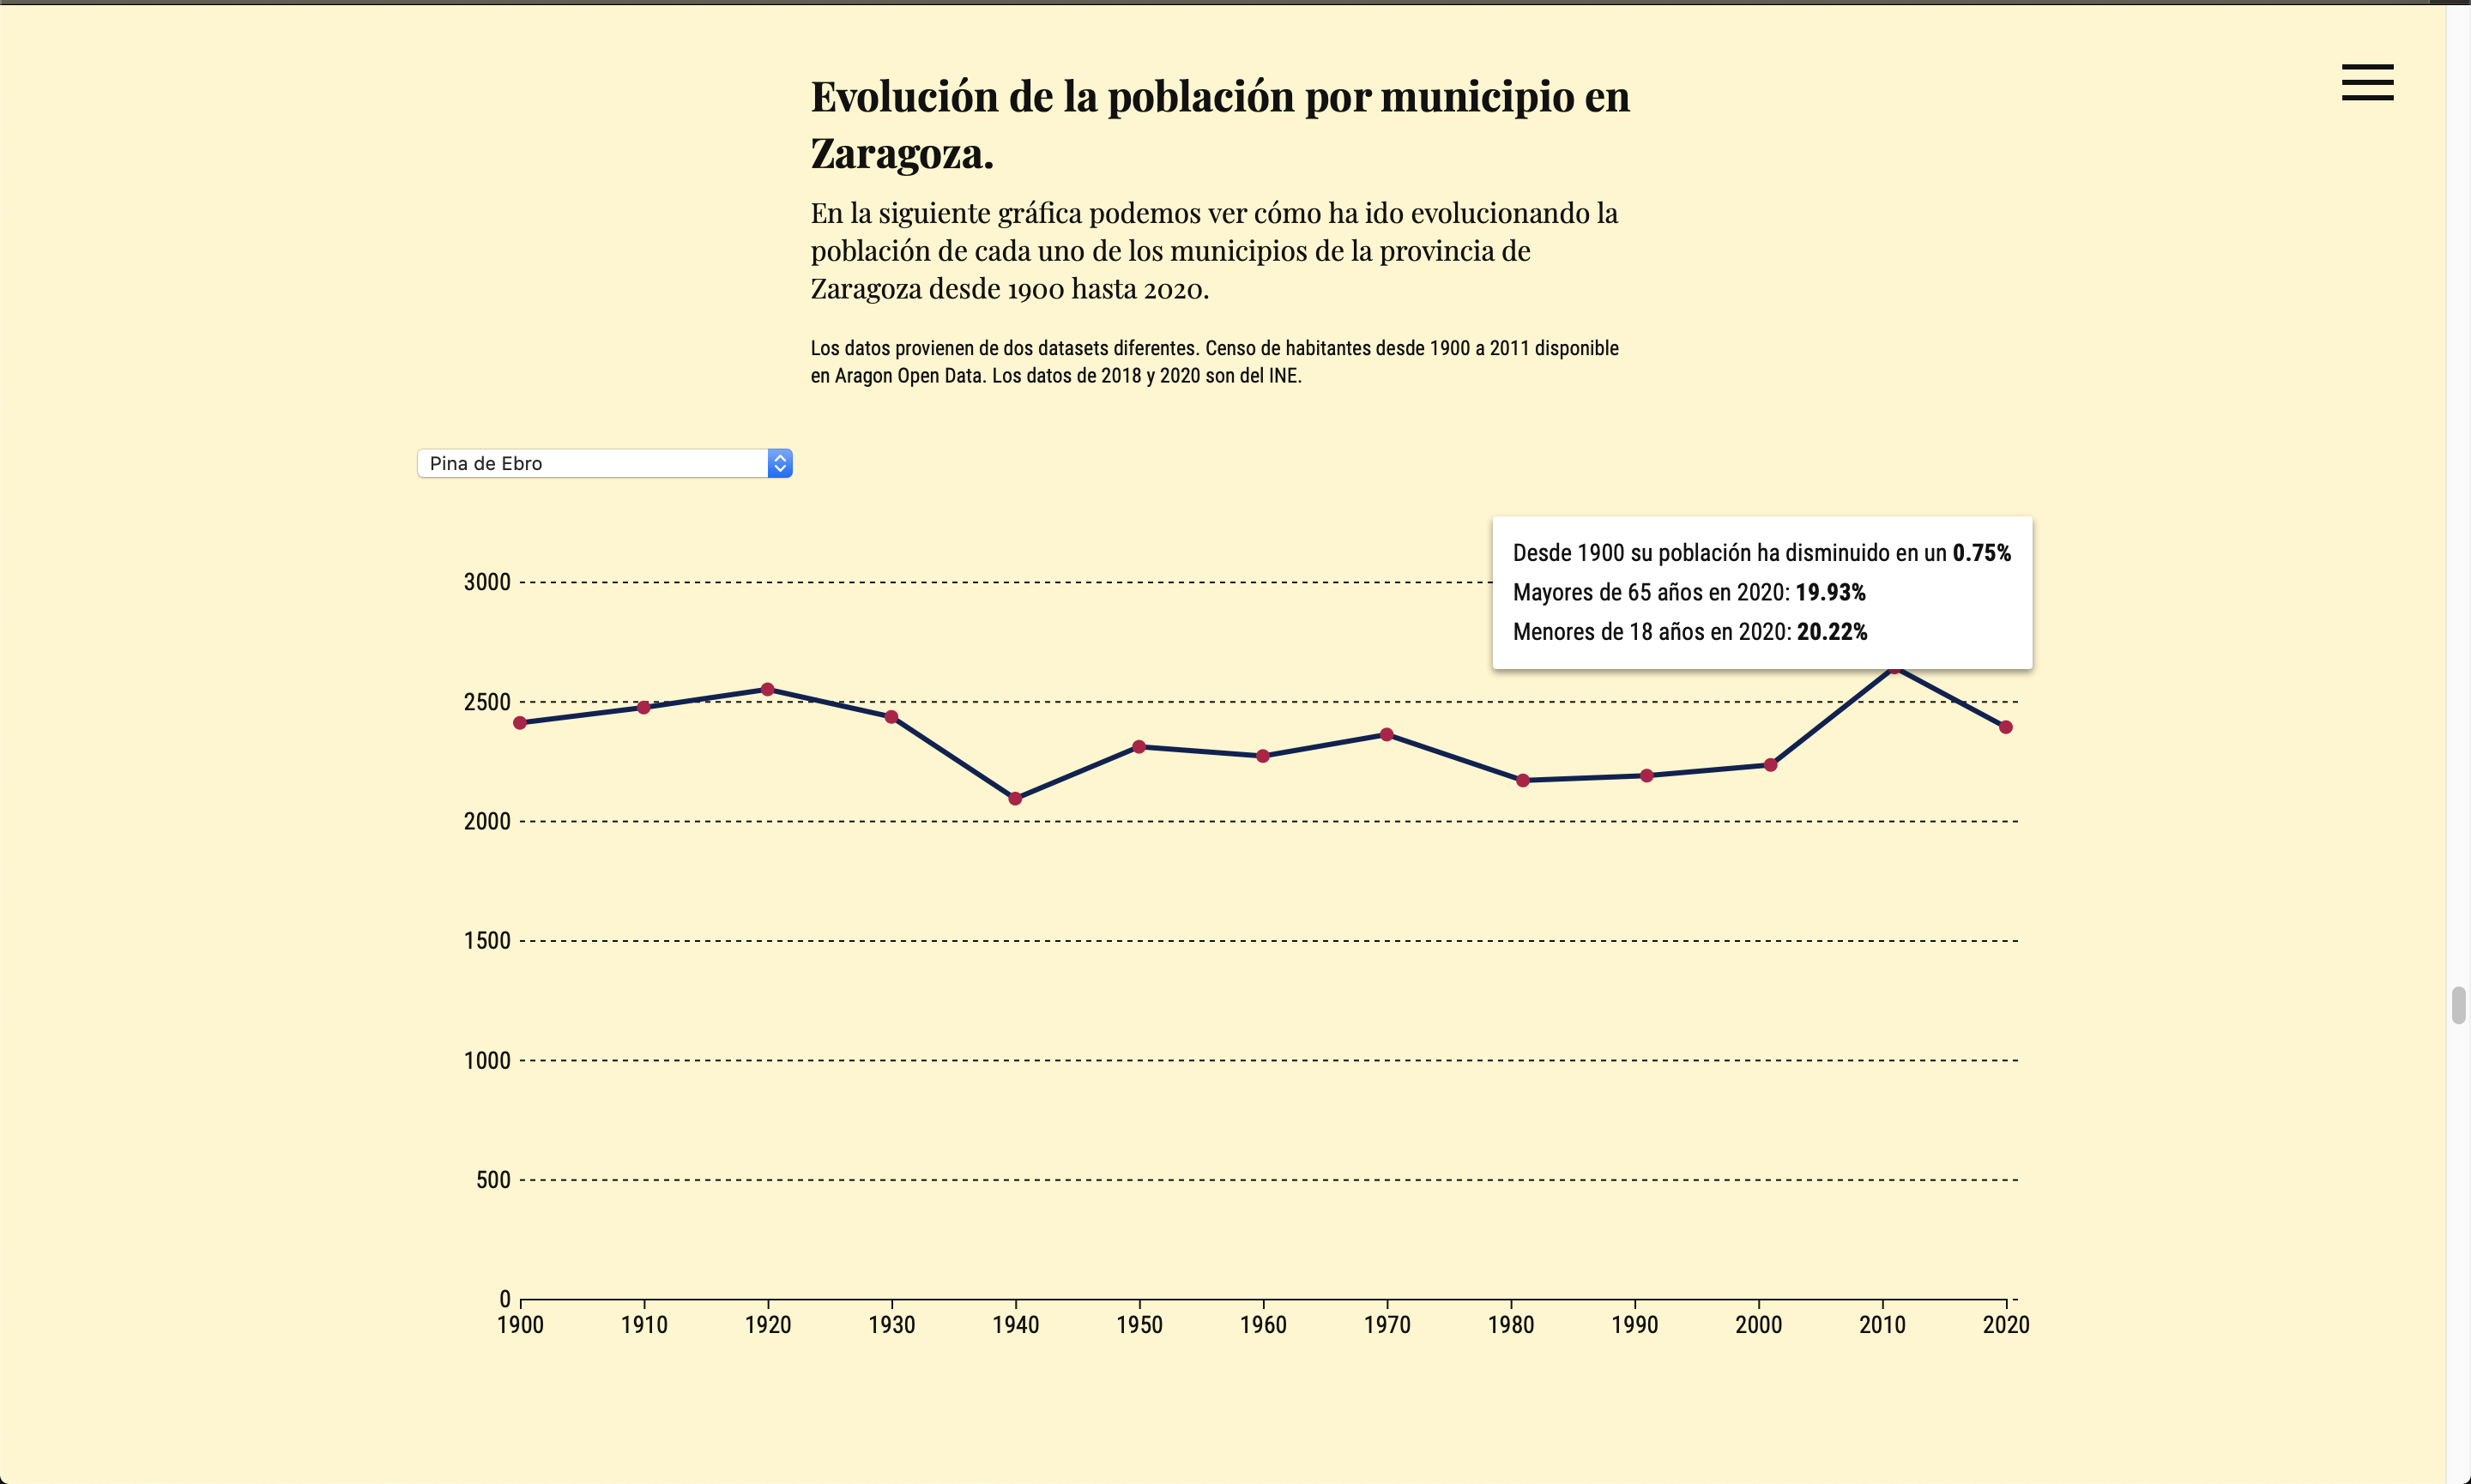 Evolución de la población por municipio en
Zaragoza.
En la siguiente gráfica podemos ver cómo ha ido evolucionando la
población de cada uno de los municipios de la provincia de
Zaragoza desde 1900 hasta 2020.
Los datos provienen de dos datasets diferentes. Censo de habitantes desde 1900 a 2011 disponible
en Aragon Open Data. Los datos de 2018 y 2020 son del INE.
Pina de Ebro
Desde 1900 su población ha disminuido en un 0.75%
Mayores de 65 años en 2020: 19.93%
Menores de 18 años en 2020: 20.22%
3000
2500
2000
1500
1000
500
0
1900 1910 1920 1930 1940 1950 1960 1970 1980 1990 2000 2010 2020